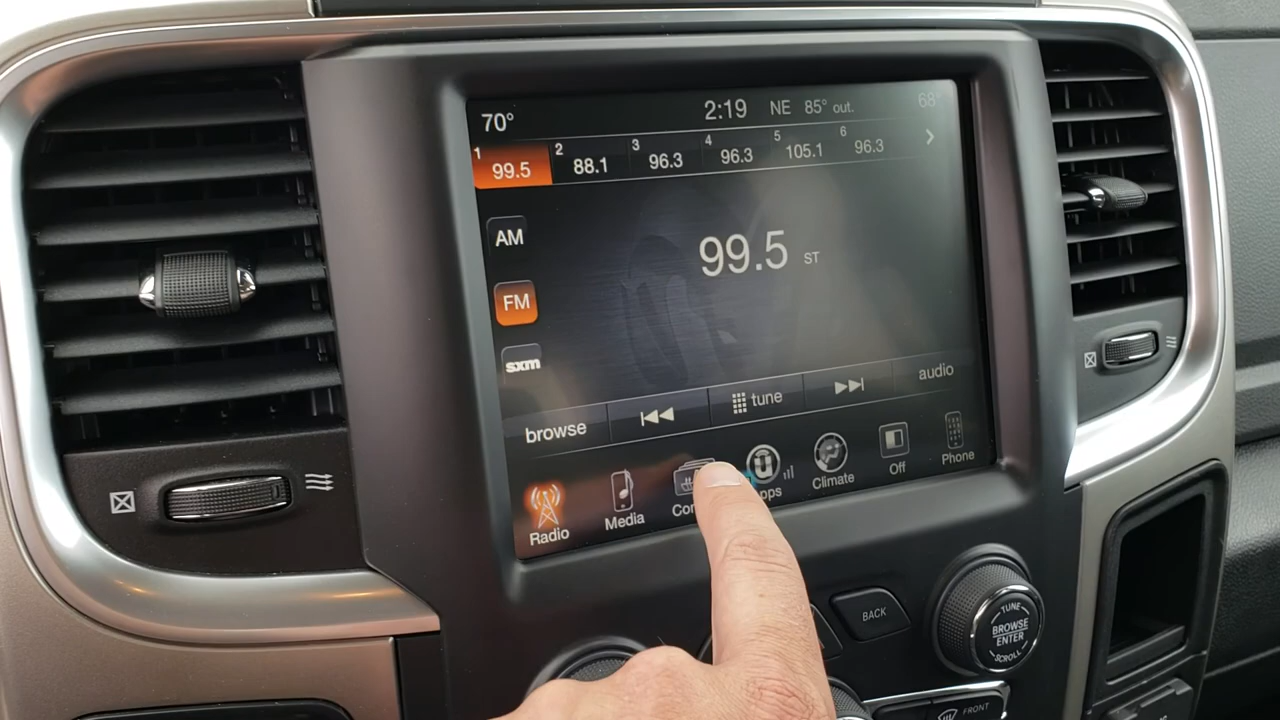 70° 2:19 NE 85° out. 68°
1 99.5 2 88.1 3 96.3 4 96.3 5 105.1 6 96.3
AM
99.5 ST
FM
sxm
browse tune audio
Radio Media Climate Off Phone
BACK
TUNE
BROWSE
ENTER
SCROLL
FRONT